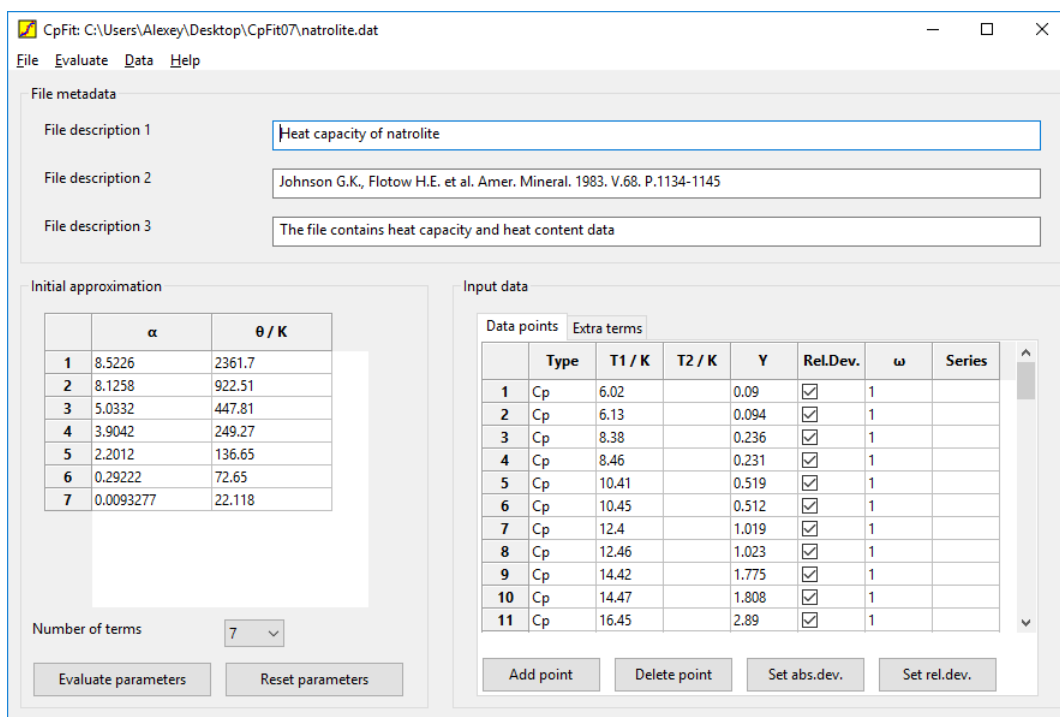 CpFit: C:\Users\Alexey\Desktop\CpFit07\natrolite.dat
File Evaluate Data Help
File metadata
File description 1
Heat capacity of natrolite
File description 2
Johnson G.K., Flotow H.E. et al. Amer. Mineral. 1983. V.68. P.1134-1145
File description 3
The file contains heat capacity and heat content data
Initial approximation
α θ / K
1 8.5226 2361.7
2 8.1258 922.51
3 5.0332 447.81
4 3.9042 249.27
5 2.2012 136.65
6 0.29222 72.65
7 0.0093277 22.118
Number of terms 7
Evaluate parameters Reset parameters
Input data
Data points Extra terms
Type T1 / K T2 / K Y Rel.Dev. ω Series
1 Cp 6.02 0.09 1
2 Cp 6.13 0.094 1
3 Cp 8.38 0.236 1
4 Cp 8.46 0.231 1
5 Cp 10.41 0.519 1
6 Cp 10.45 0.512 1
7 Cp 12.4 1.019 1
8 Cp 12.46 1.023 1
9 Cp 14.42 1.775 1
10 Cp 14.47 1.808 1
11 Cp 16.45 2.89 1
Add point Delete point Set abs.dev. Set rel.dev.